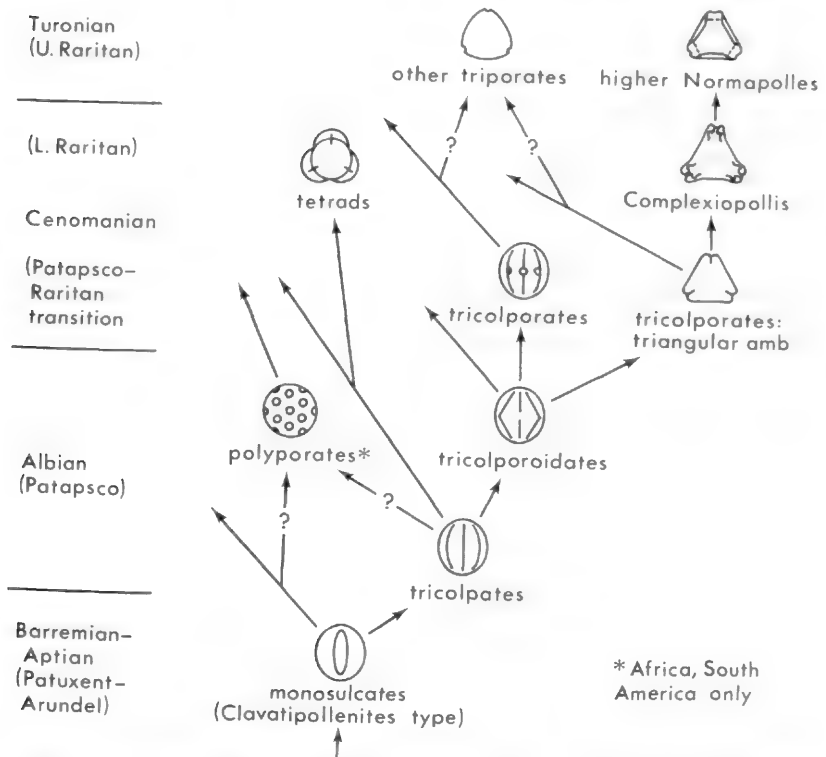 Turonian
(U. Raritan)
other triporates
higher Normapolles
(L. Raritan)
?
?
tetrads
Complexiopollis
Cenomanian
(Patapsco–
Raritan
transition
tricolporates
tricolporates:
triangular amb
polyporates*
tricolporoidates
Albian
(Patapsco)
?
?
tricolpates
Barremian–
Aptian
(Patuxent–
Arundel)
monosulcates
(Clavatipollenites type)
* Africa, South
America only